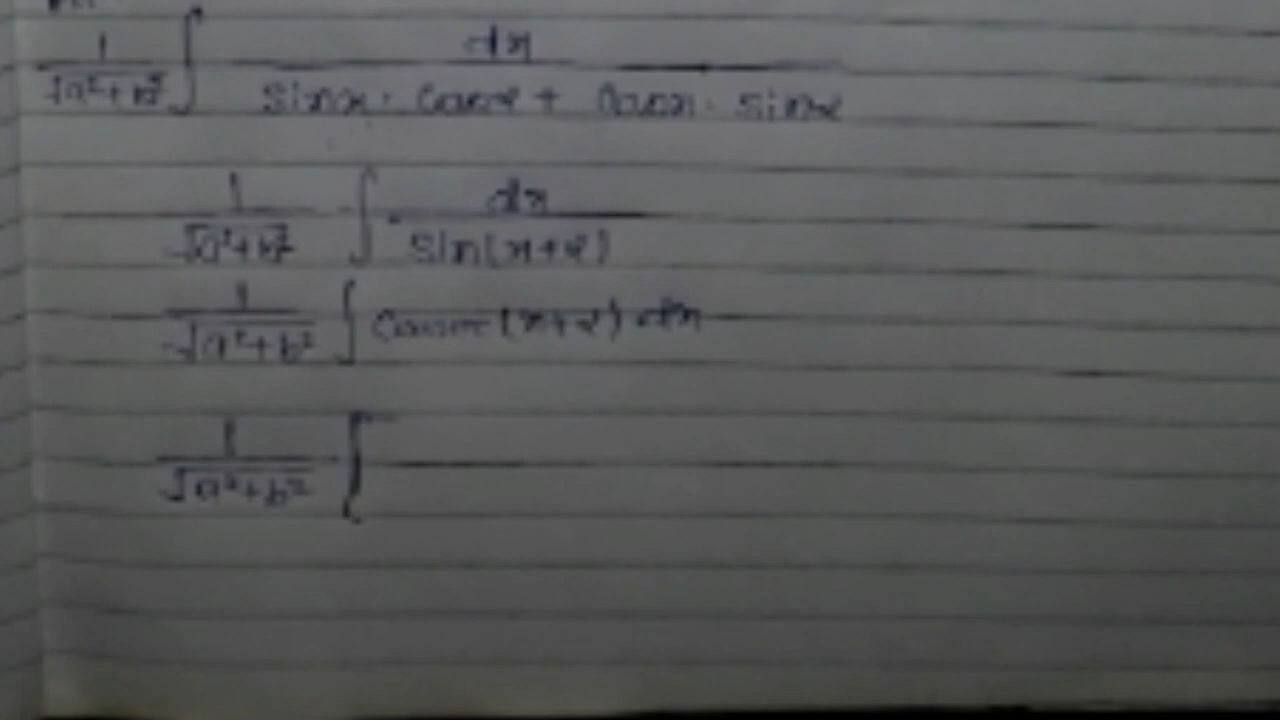 1/√a²+b² ∫ dx / sinx · cosα + cosx · sinα
1/√a²+b² ∫ dx / sin(x+α)
1/√a²+b² ∫ cosec(x+α) dx
1/√a²+b² [